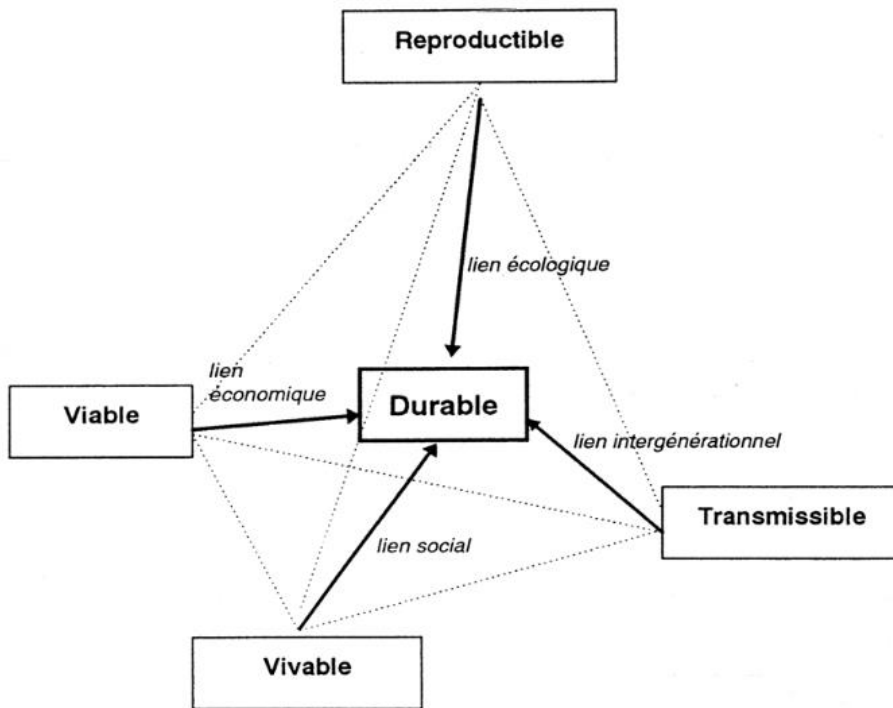 Reproductible
lien écologique
lien
économique
Viable
Durable
lien intergénérationnel
Transmissible
lien social
Vivable